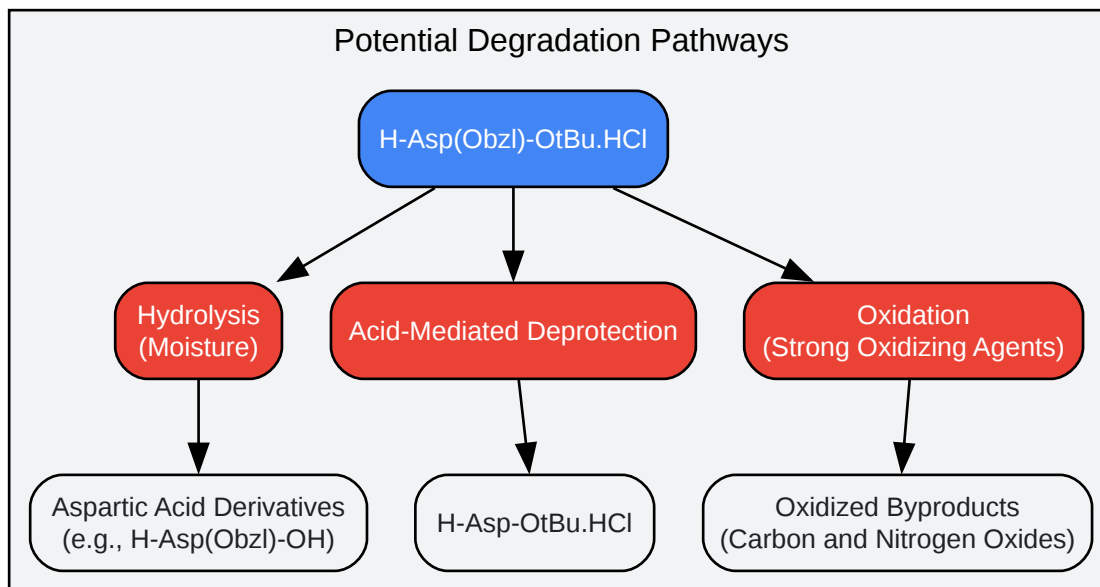 Potential Degradation Pathways
H-Asp(Obzl)-OtBu.HCl
Hydrolysis
(Moisture)
Acid-Mediated Deprotection
Oxidation
(Strong Oxidizing Agents)
Aspartic Acid Derivatives
(e.g., H-Asp(Obzl)-OH)
H-Asp-OtBu.HCl
Oxidized Byproducts
(Carbon and Nitrogen Oxides)